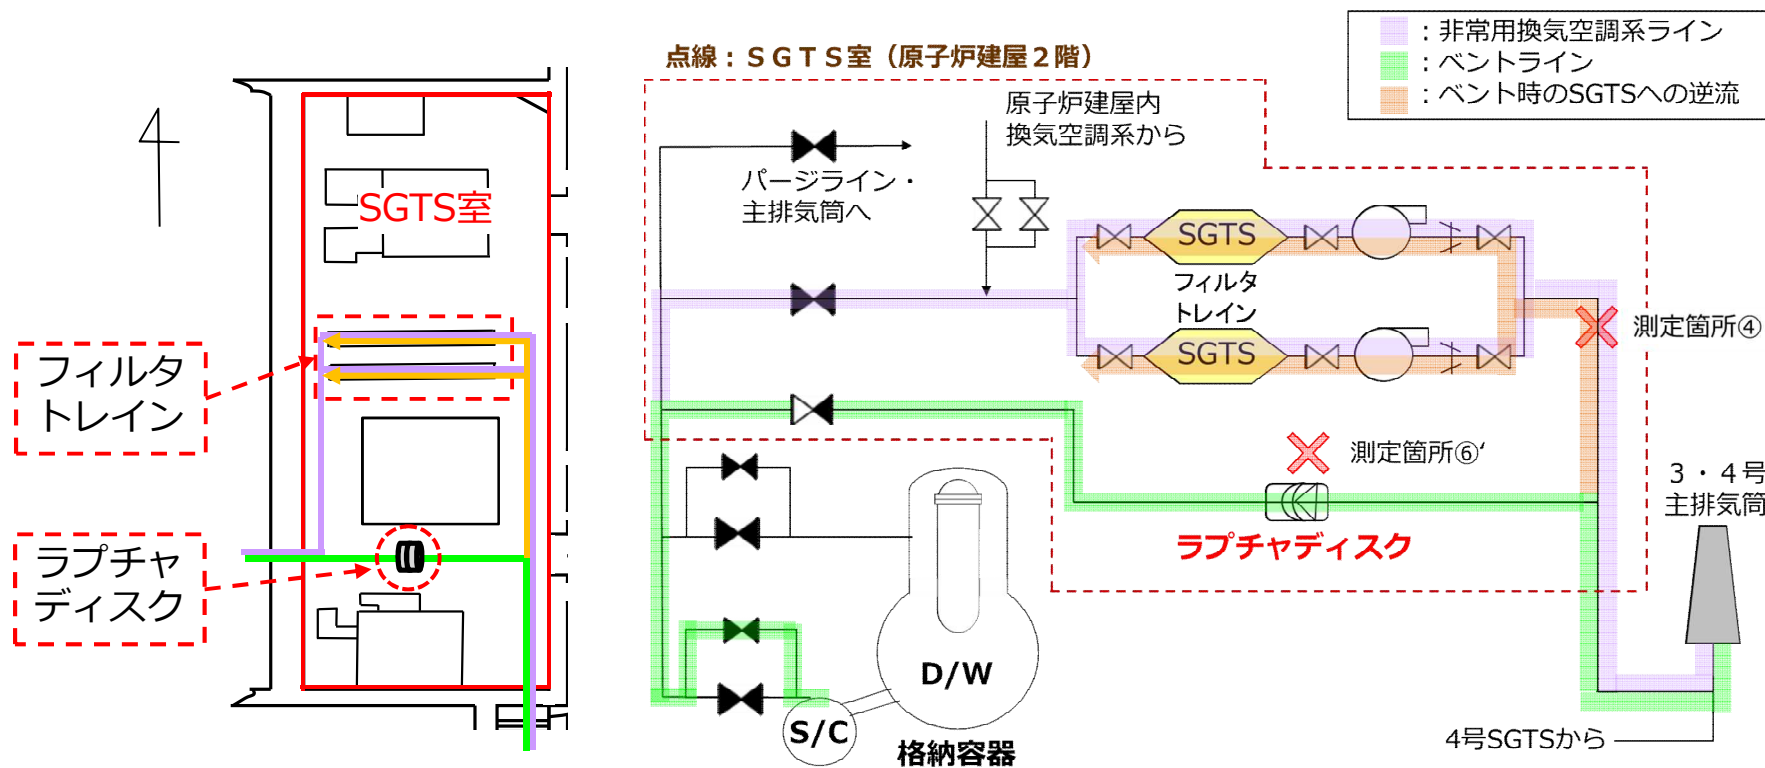 ：非常用換気空調系ライン
：ベントライン
：ベント時のSGTSへの逆流
点線：ＳＧＴＳ室（原子炉建屋２階）
原子炉建屋内
換気空調系から
パージライン・
主排気筒へ
SGTS室
SGTS
フィルタ
トレイン
SGTS
測定箇所④
フィルタ
トレイン
測定箇所⑥‘
ラプチャディスク
３・４号
主排気筒
ラプチャ
ディスク
D/W
S/C
格納容器
4号SGTSから